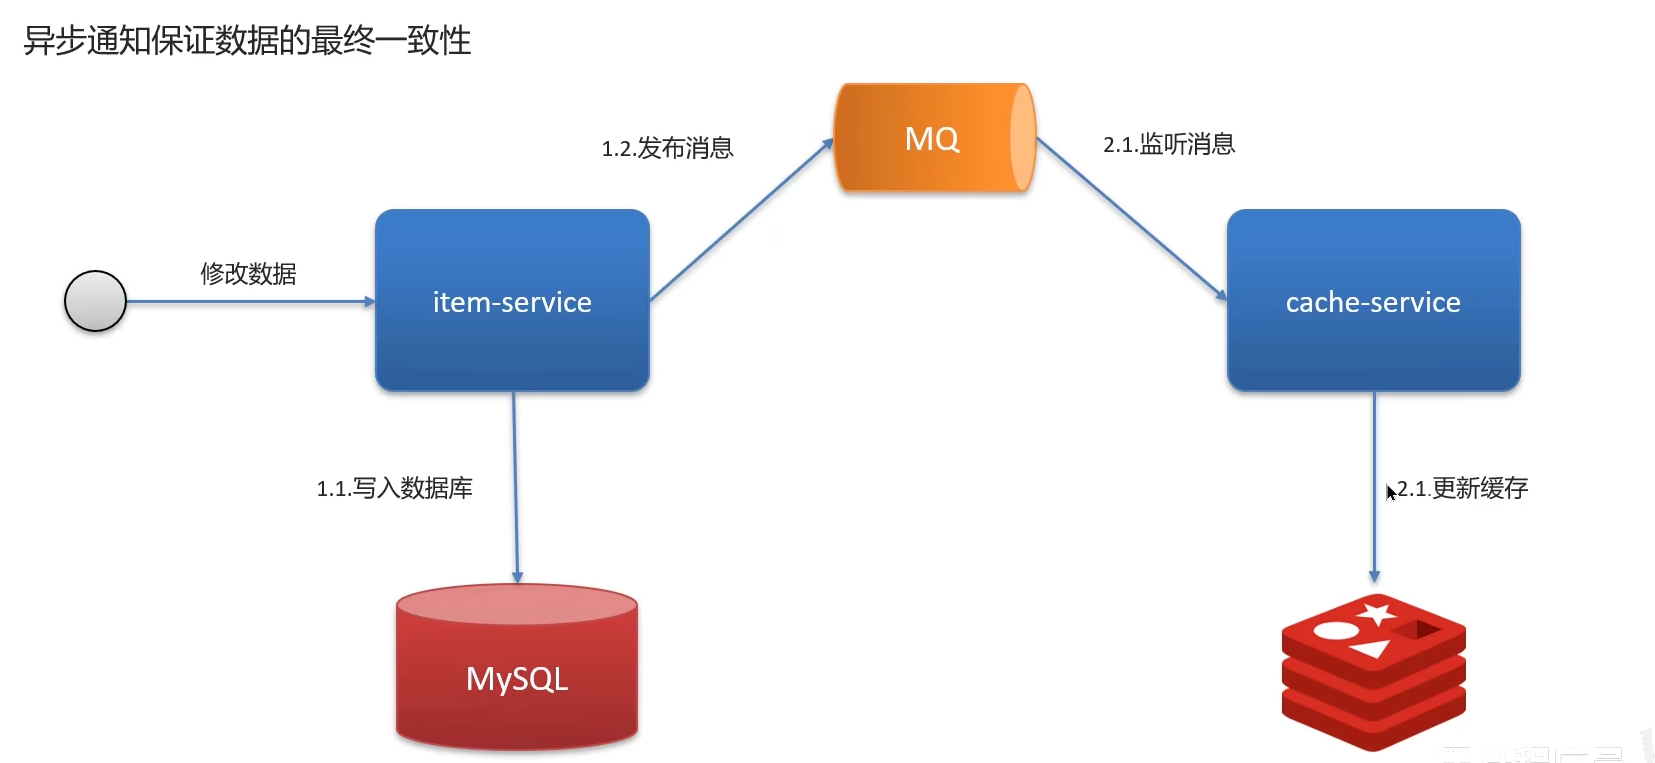 异步通知保证数据的最终一致性
MQ
1.2.发布消息
2.1.监听消息
修改数据
item-service
cache-service
1.1.写入数据库
2.1.更新缓存
MySQL